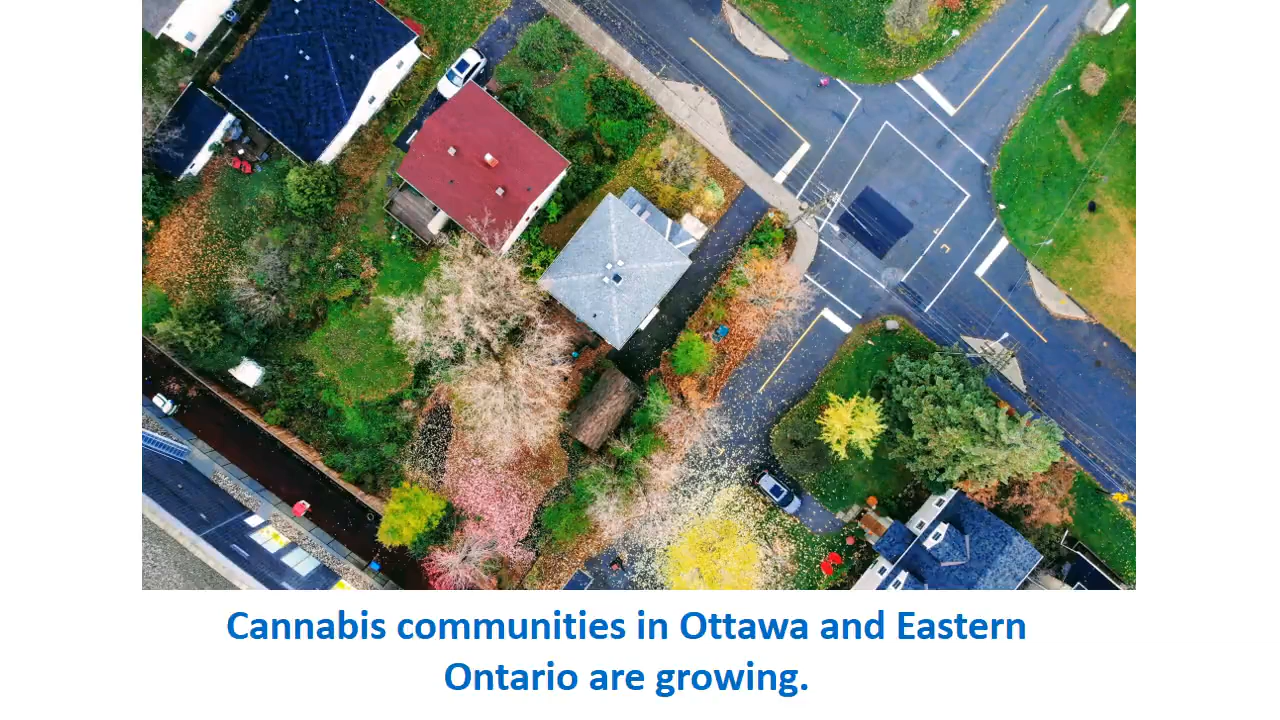 Cannabis communities in Ottawa and Eastern
Ontario are growing.